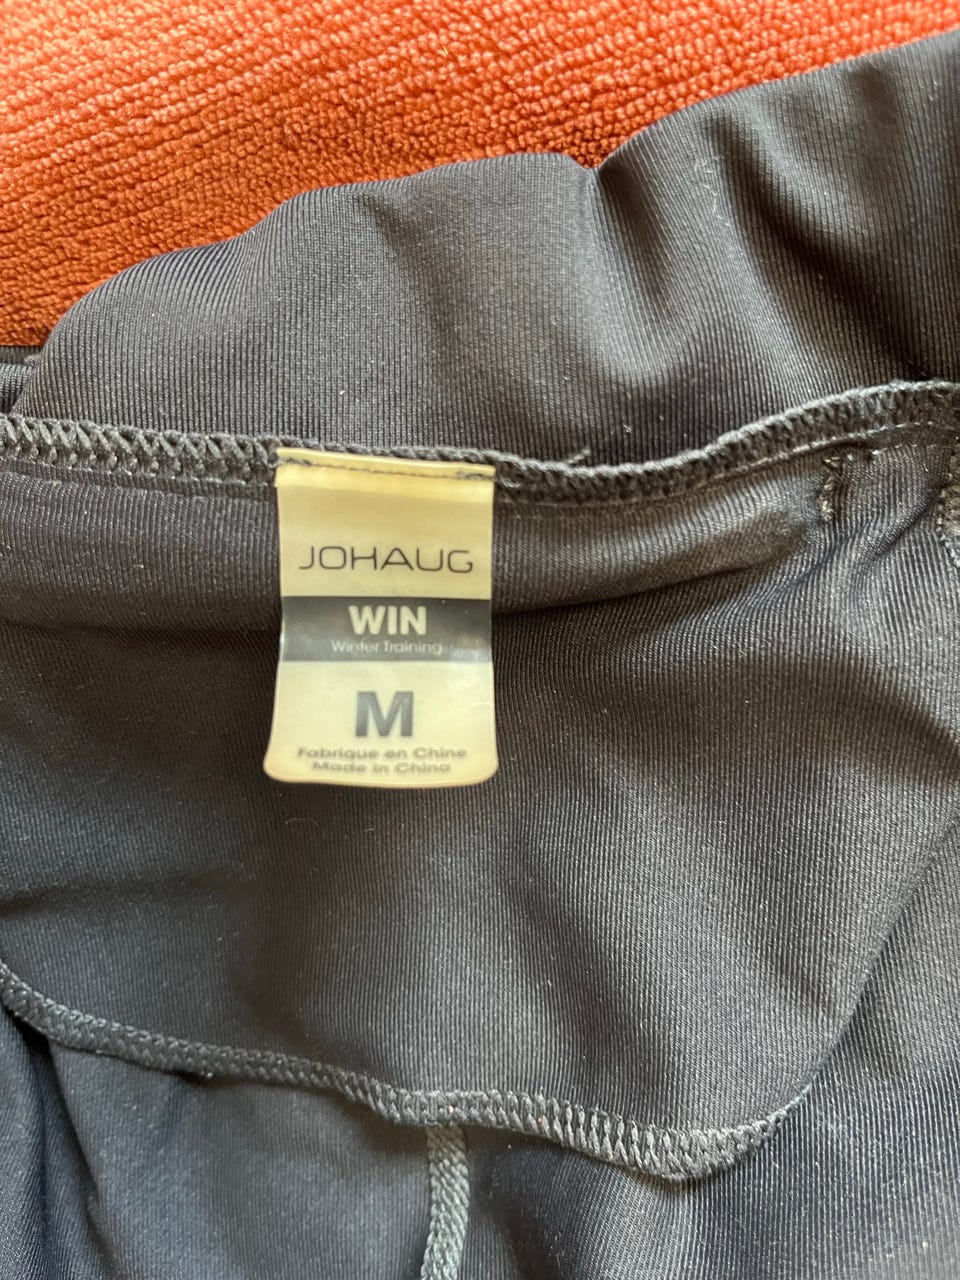 JOHAUG
WIN
Winter Training
M
Fabrique en Chine
Made in China